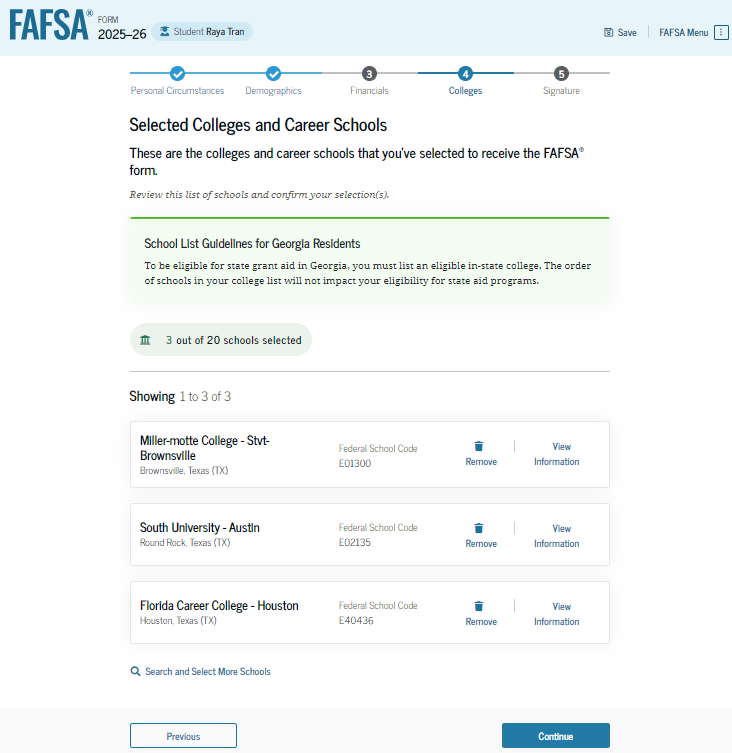 FAFSA®
FORM
2025–26
Student Raya Tran
Save
FAFSA Menu
Personal Circumstances
Demographics
3
Financials
4
Colleges
5
Signature
Selected Colleges and Career Schools
These are the colleges and career schools that you've selected to receive the FAFSA®
form.
Review this list of schools and confirm your selection(s).
School List Guidelines for Georgia Residents
To be eligible for state grant aid in Georgia, you must list an eligible in-state college. The order
of schools in your college list will not impact your eligibility for state aid programs.
3 out of 20 schools selected
Showing 1 to 3 of 3
Miller-motte College - Stvt-
Brownsville
Brownsville, Texas (TX)
Federal School Code
E01300
Remove
View
Information
South University - Austin
Round Rock, Texas (TX)
Federal School Code
E02135
Remove
View
Information
Florida Career College - Houston
Houston, Texas (TX)
Federal School Code
E40436
Remove
View
Information
Search and Select More Schools
Previous
Continue